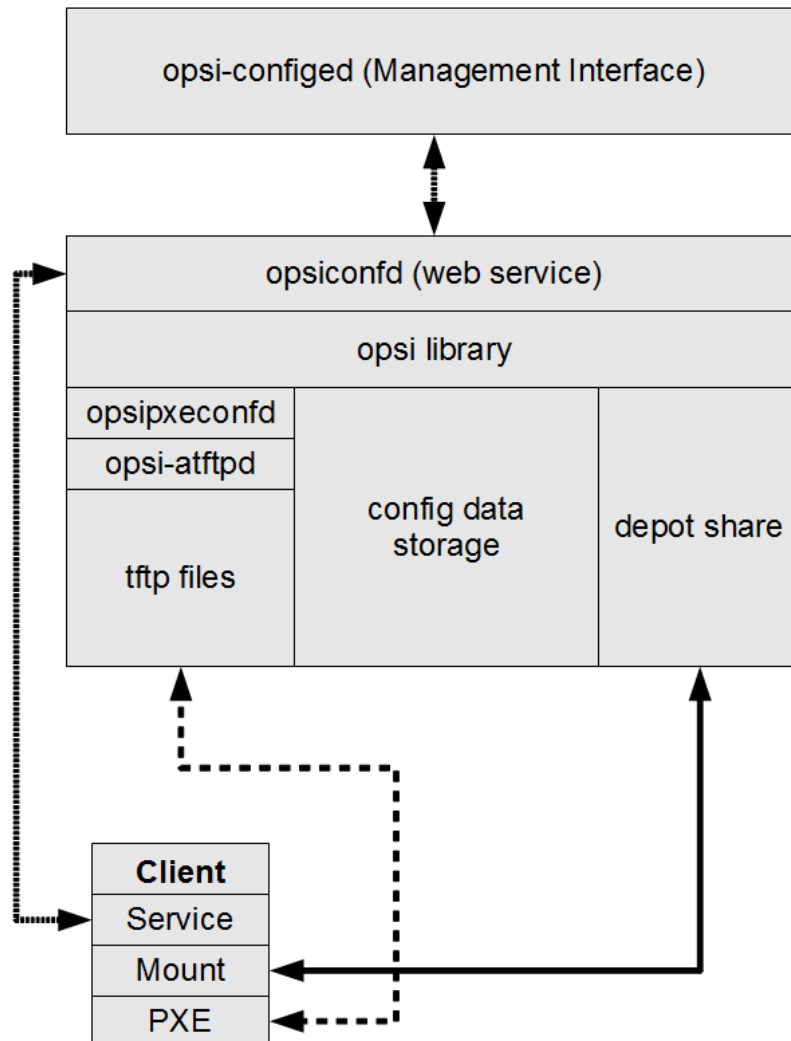 opsi-configed (Management Interface)
opsiconfd (web service)
opsi library
opsipxeconfd
opsi-atftpd
tftp files
config data
storage
depot share
Client
Service
Mount
PXE